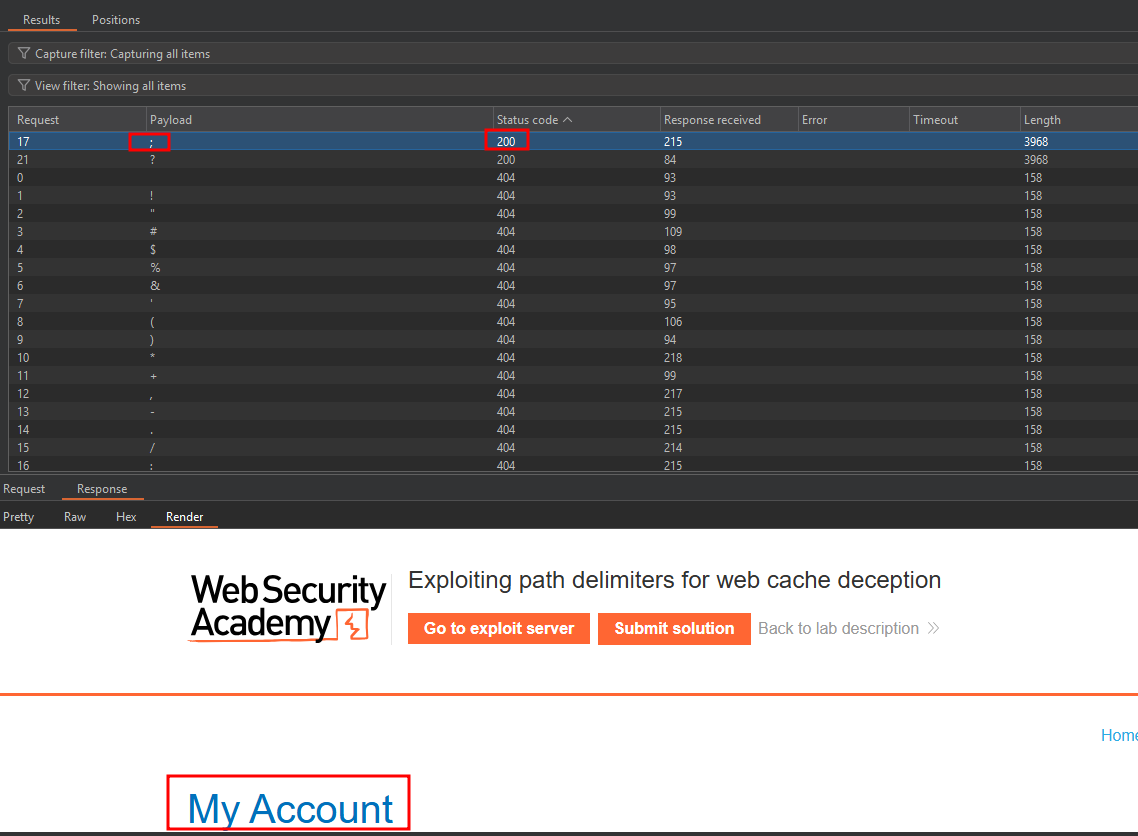 Results Positions
Capture filter: Capturing all items
View filter: Showing all items
Request Payload Status code Response received Error Timeout Length
17 ; 200 215 3968
21 ? 200 84 3968
0 404 93 158
1 ! 404 93 158
2 " 404 99 158
3 # 404 109 158
4 $ 404 98 158
5 % 404 97 158
6 & 404 97 158
7 ' 404 95 158
8 ( 404 106 158
9 ) 404 94 158
10 * 404 218 158
11 + 404 99 158
12 , 404 217 158
13 - 404 215 158
14 . 404 215 158
15 / 404 214 158
16 : 404 215 158
Request Response
Pretty Raw Hex Render
Web Security
Academy
Exploiting path delimiters for web cache deception
Go to exploit server Submit solution Back to lab description
Home
My Account